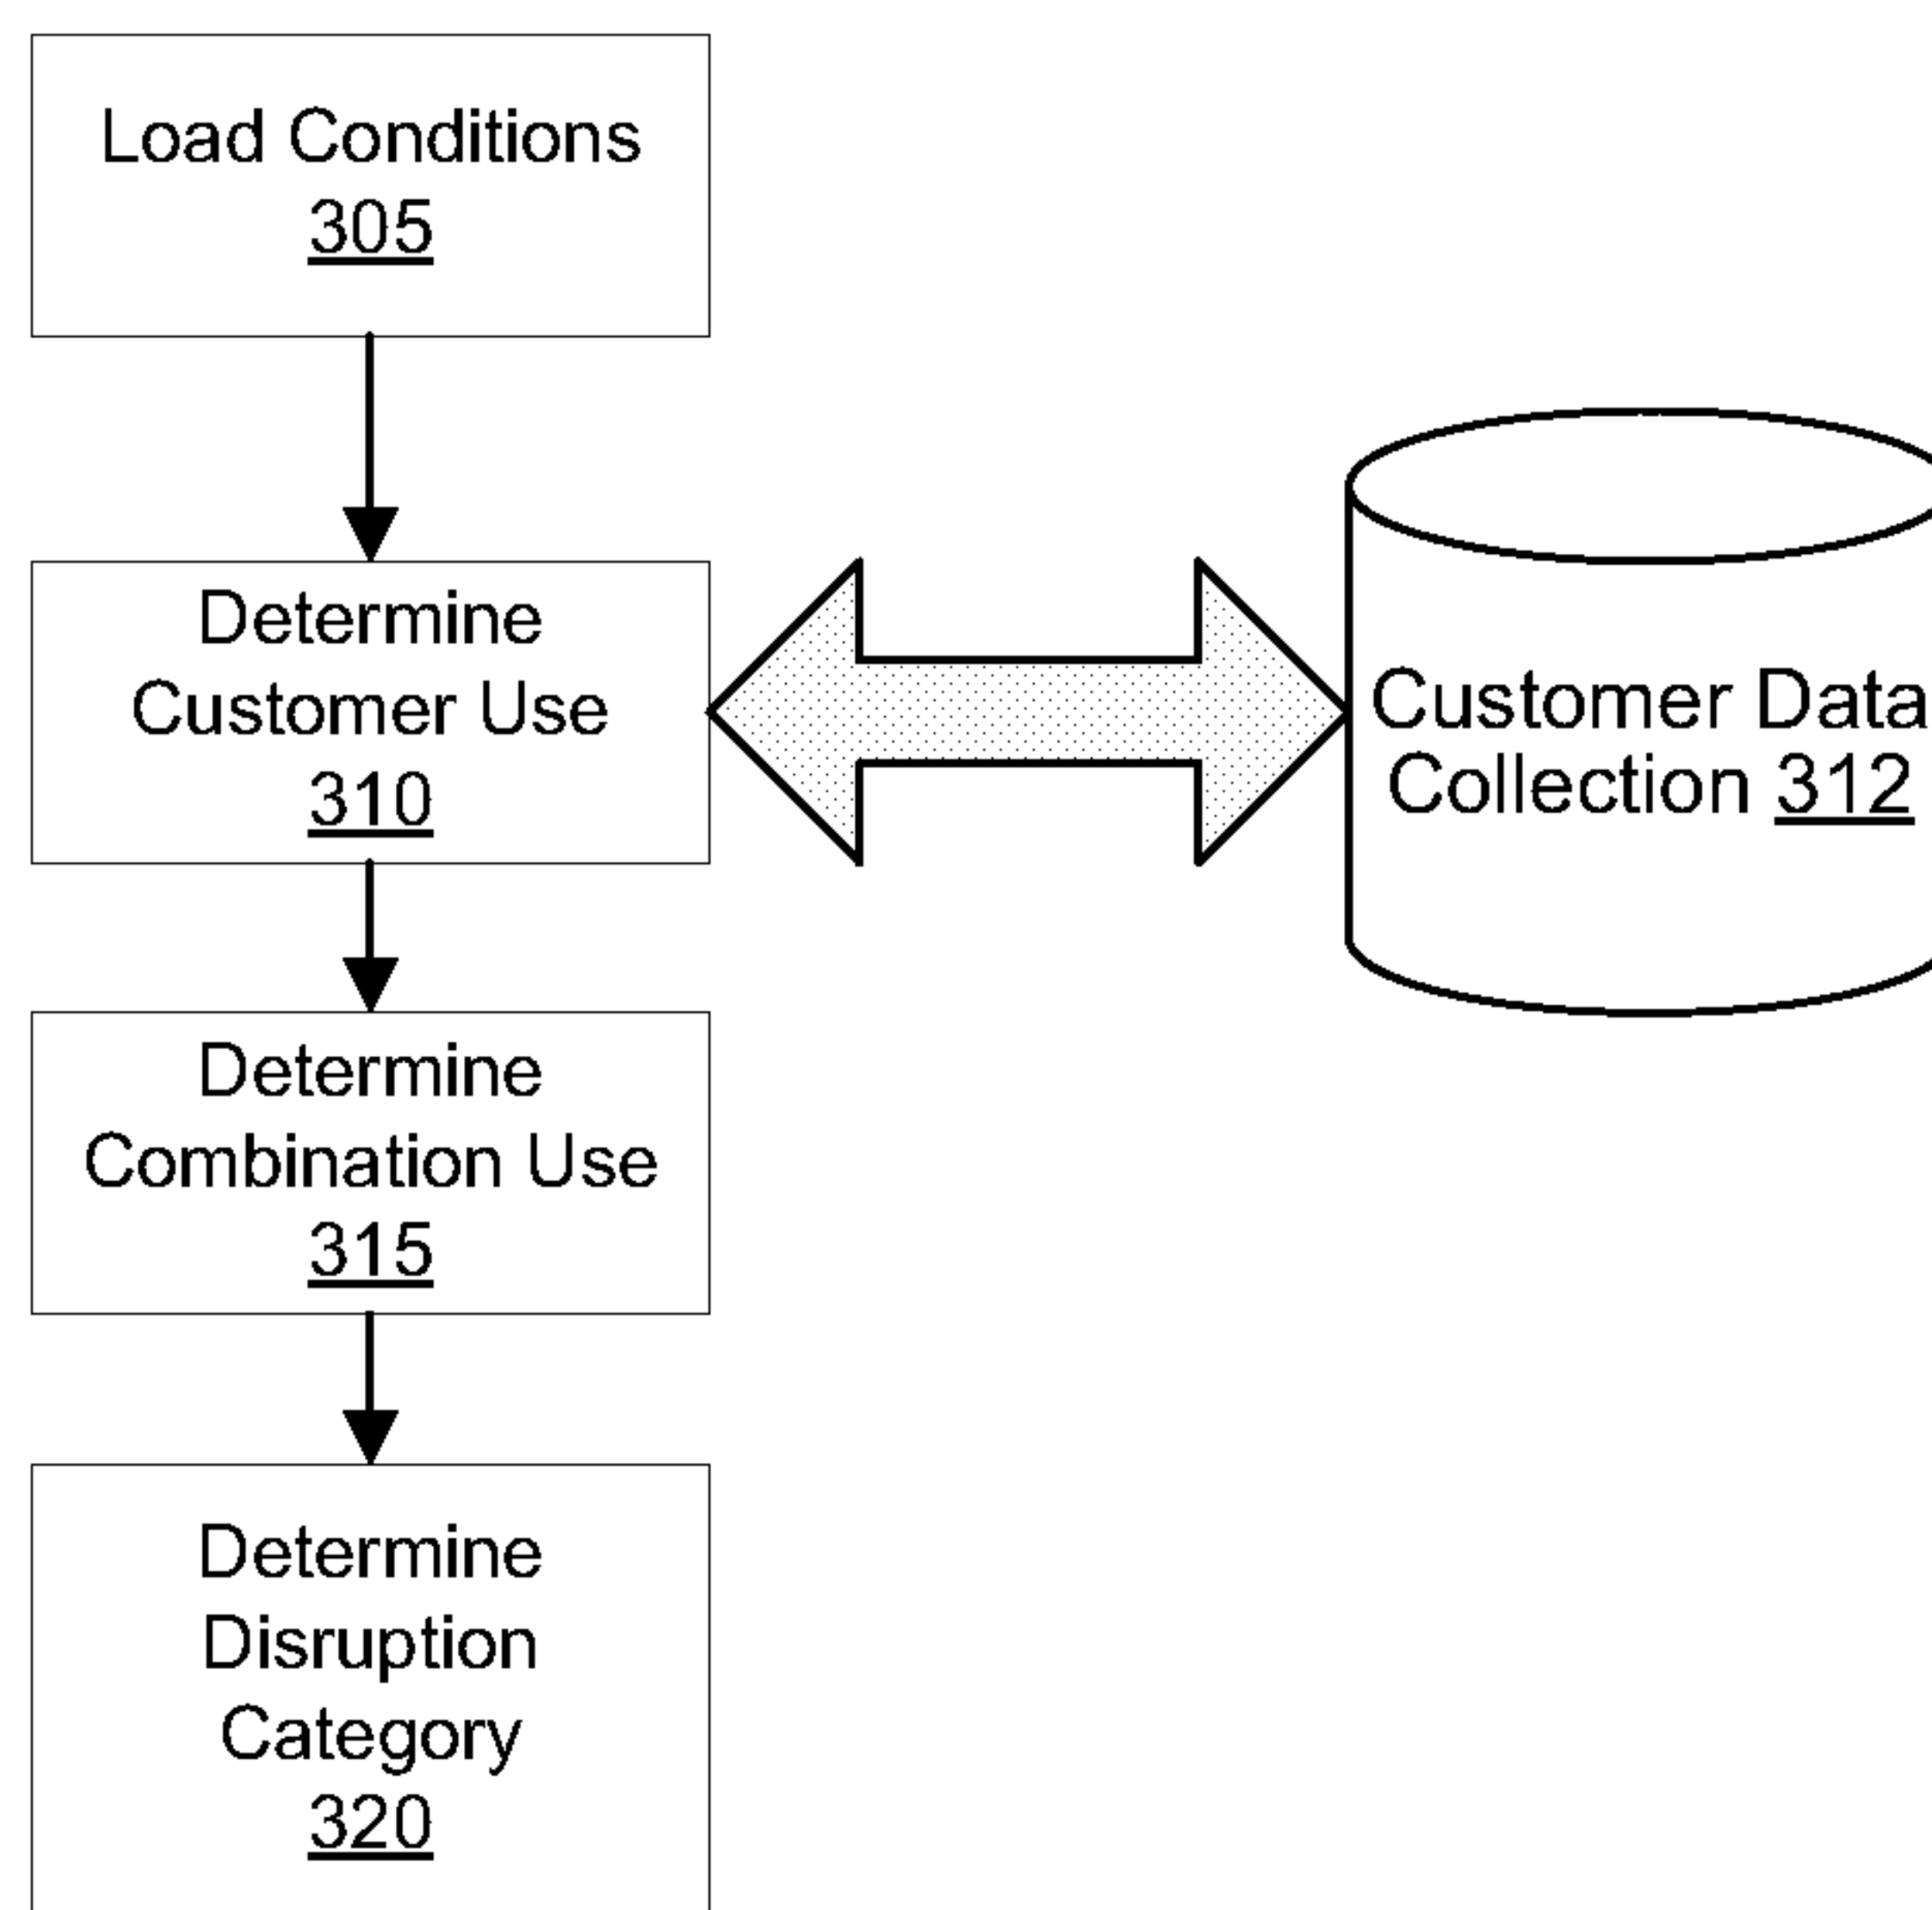 Load Conditions
305
Determine
Customer Use
310
Customer Data
Collection 312
Determine
Combination Use
315
Determine
Disruption
Category
320